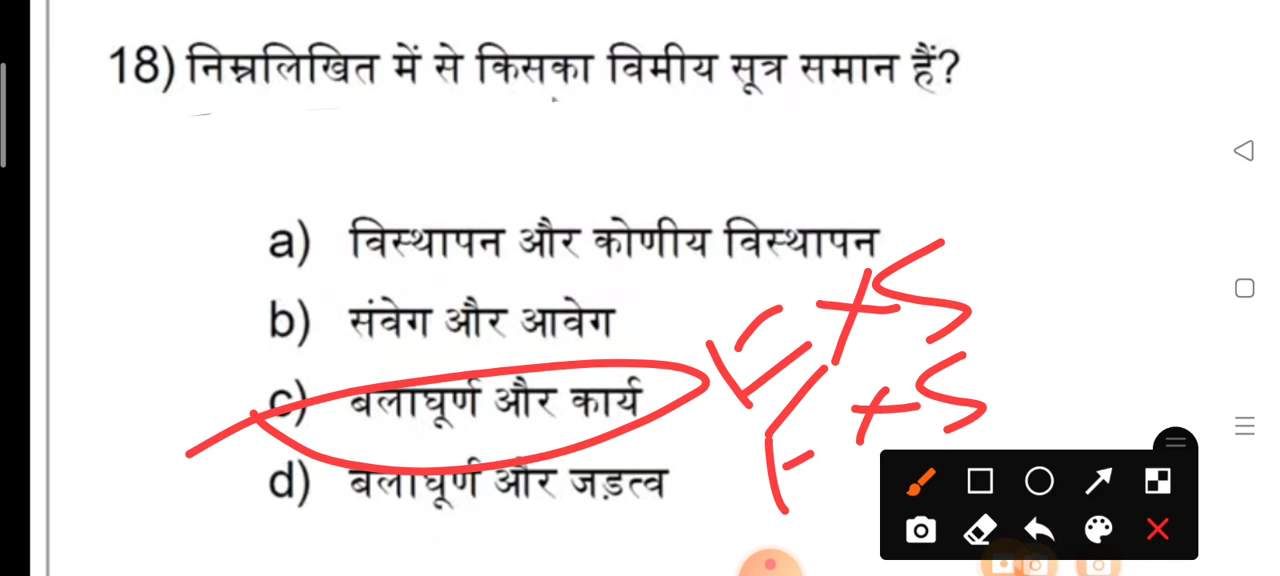 18) निम्नलिखित में से किसका विमीय सूत्र समान हैं?
a) विस्थापन और कोणीय विस्थापन
b) संवेग और आवेग
c) बलाघूर्ण और कार्य
d) बलाघूर्ण और जड़त्व